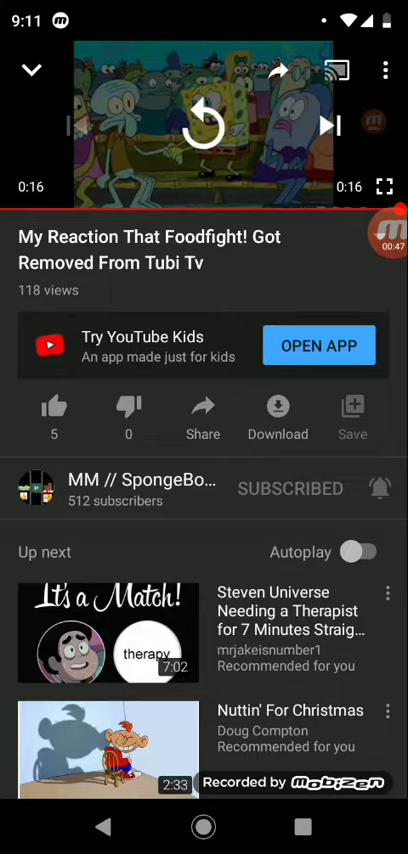 9:11
0:16
0:16
00:47
My Reaction That Foodfight! Got
Removed From Tubi Tv
118 views
Try YouTube Kids
An app made just for kids
OPEN APP
5
0
Share
Download
Save
MM // SpongeBo...
512 subscribers
SUBSCRIBED
Up next
Autoplay
It's a Match!
therapy
7:02
Steven Universe
Needing a Therapist
for 7 Minutes Straig...
mrjakeisnumber1
Recommended for you
2:33
Nuttin' For Christmas
Doug Compton
Recommended for you
Recorded by Mobizen